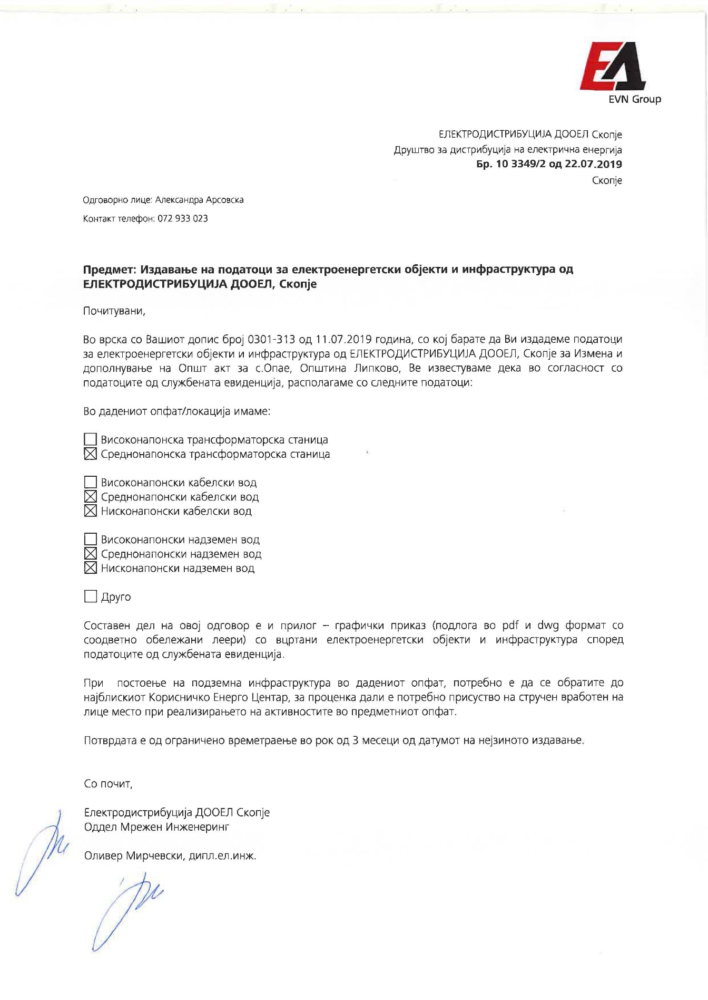 ЕД
EVN Group
ЕЛЕКТРОДИСТРИБУЦИЈА ДООЕЛ Скопје
Друштво за дистрибуција на електрична енергија
Бр. 10 3349/2 од 22.07.2019
Скопје
Одговорно лице: Александра Арсовска
Контакт телефон: 072 933 023
Предмет: Издавање на податоци за електроенергетски објекти и инфраструктура од
ЕЛЕКТРОДИСТРИБУЦИЈА ДООЕЛ, Скопје
Почитувани,
Во врска со Вашиот допис број 0301-313 од 11.07.2019 година, со кој барате да Ви издадеме податоци
за електроенергетски објекти и инфраструктура од ЕЛЕКТРОДИСТРИБУЦИЈА ДООЕЛ, Скопје за Измена и
дополнување на Општ акт за с.Опае, Општина Липково, Ве известуваме дека во согласност со
податоците од службената евиденција, располагаме со следните податоци:
Во дадениот опфат/локација имаме:
☐ Високонапонска трансформаторска станица
☒ Среднонапонска трансформаторска станица
☐ Високонапонски кабелски вод
☒ Среднонапонски кабелски вод
☒ Нисконапонски кабелски вод
☐ Високонапонски надземен вод
☒ Среднонапонски надземен вод
☒ Нисконапонски надземен вод
☐ Друго
Составен дел на овој одговор е и прилог – графички приказ (подлога во pdf и dwg формат со
соодветно обележани леери) со вцртани електроенергетски објекти и инфраструктура според
податоците од службената евиденција.
При постоење на подземна инфраструктура во дадениот опфат, потребно е да се обратите до
најблискиот Корисничко Енерго Центар, за проценка дали е потребно присуство на стручен вработен на
лице место при реализирањето на активностите во предметниот опфат.
Потврдата е од ограничено времетраење во рок од 3 месеци од датумот на нејзиното издавање.
Со почит,
Електродистрибуција ДООЕЛ Скопје
Оддел Мрежен Инженеринг
Оливер Мирчевски, дипл.ел.инж.